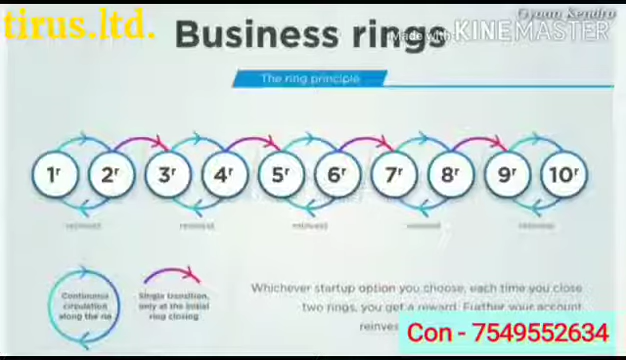 tirus.ltd.
Gyaan Kendra
Made with KINEMASTER
Business rings
The ring principle
1r 2r 3r 4r 5r 6r 7r 8r 9r 10r
reinvest reinvest reinvest reinvest reinvest
Continuous
circulation
along the
Single transition,
only at the initial
ring closing
Whichever startup option you choose, each time you close
two rings, you get a reward. Further your account
Con - 7549552634